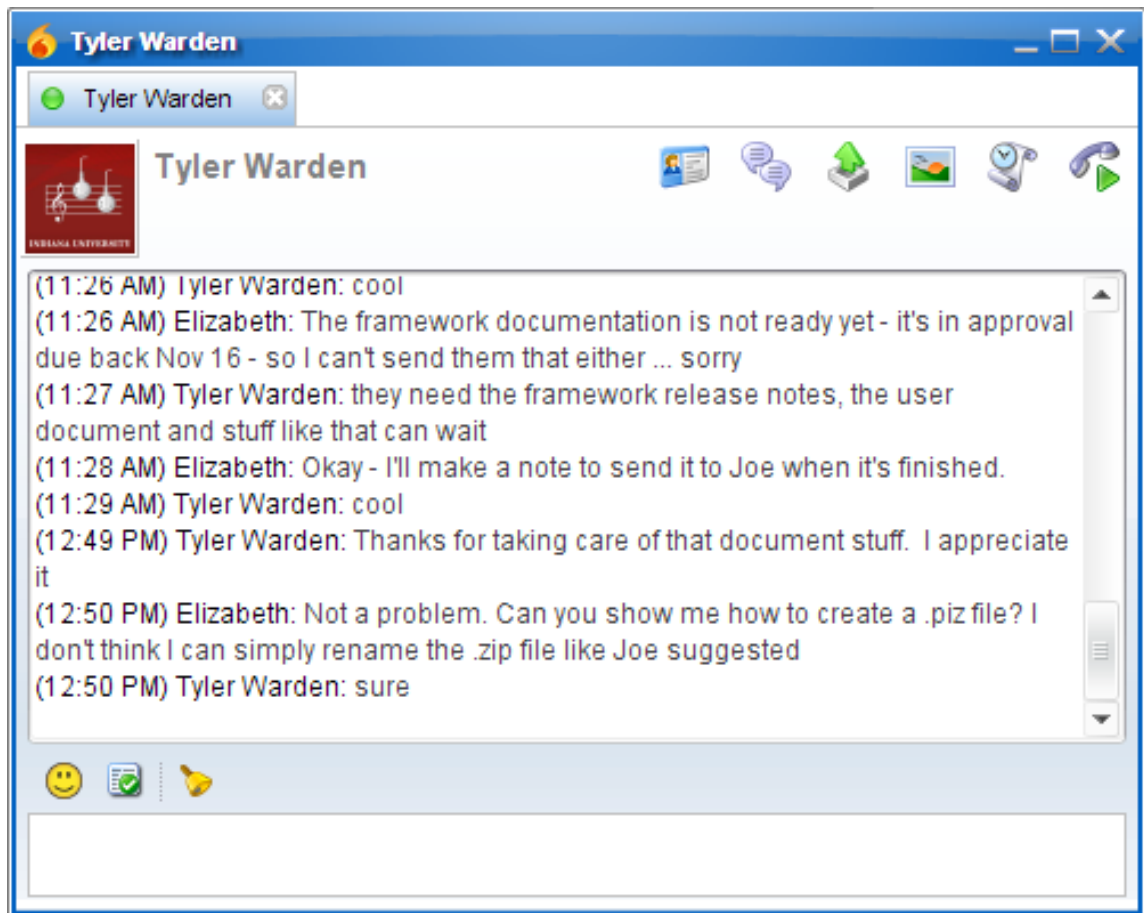 Tyler Warden
Tyler Warden
Tyler Warden
INDIANA UNIVERSITY
(11:26 AM) Tyler Warden: cool
(11:26 AM) Elizabeth: The framework documentation is not ready yet - it's in approval
due back Nov 16 - so I can't send them that either ... sorry
(11:27 AM) Tyler Warden: they need the framework release notes, the user
document and stuff like that can wait
(11:28 AM) Elizabeth: Okay - I'll make a note to send it to Joe when it's finished.
(11:29 AM) Tyler Warden: cool
(12:49 PM) Tyler Warden: Thanks for taking care of that document stuff.  I appreciate
it
(12:50 PM) Elizabeth: Not a problem. Can you show me how to create a .piz file? I
don't think I can simply rename the .zip file like Joe suggested
(12:50 PM) Tyler Warden: sure